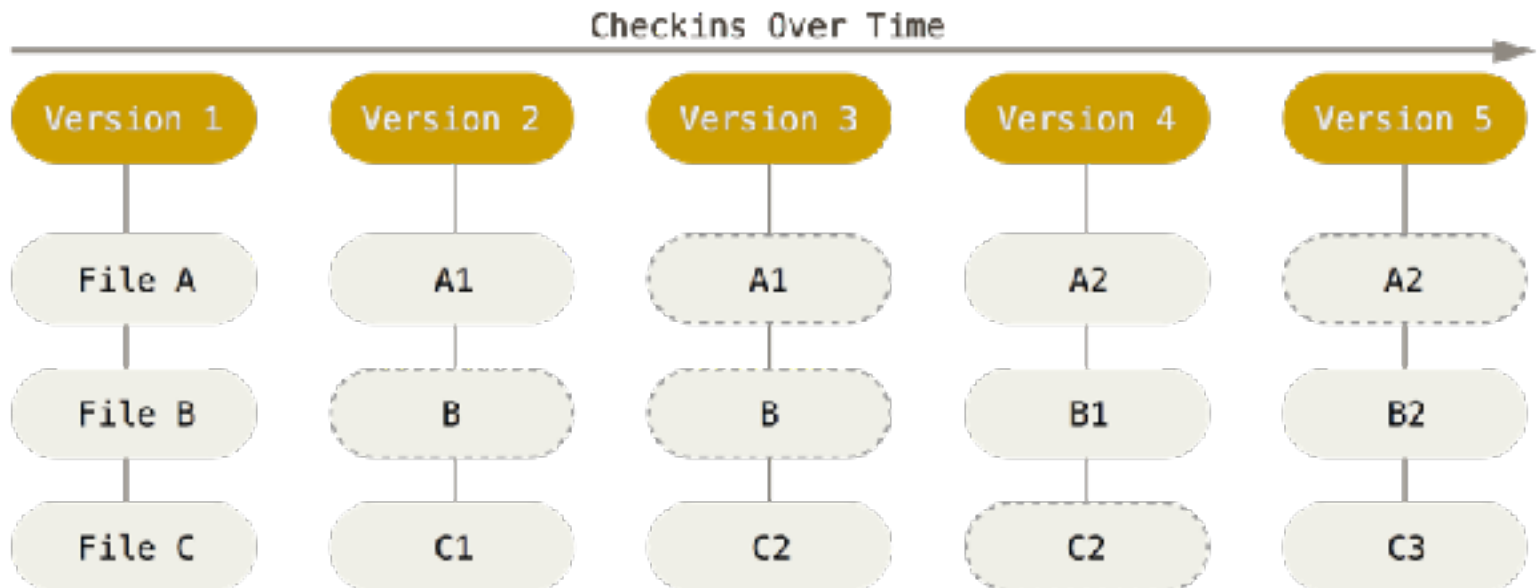 Checkins Over Time
Version 1 Version 2 Version 3 Version 4 Version 5
File A A1 A1 A2 A2
File B B B B1 B2
File C C1 C2 C2 C3